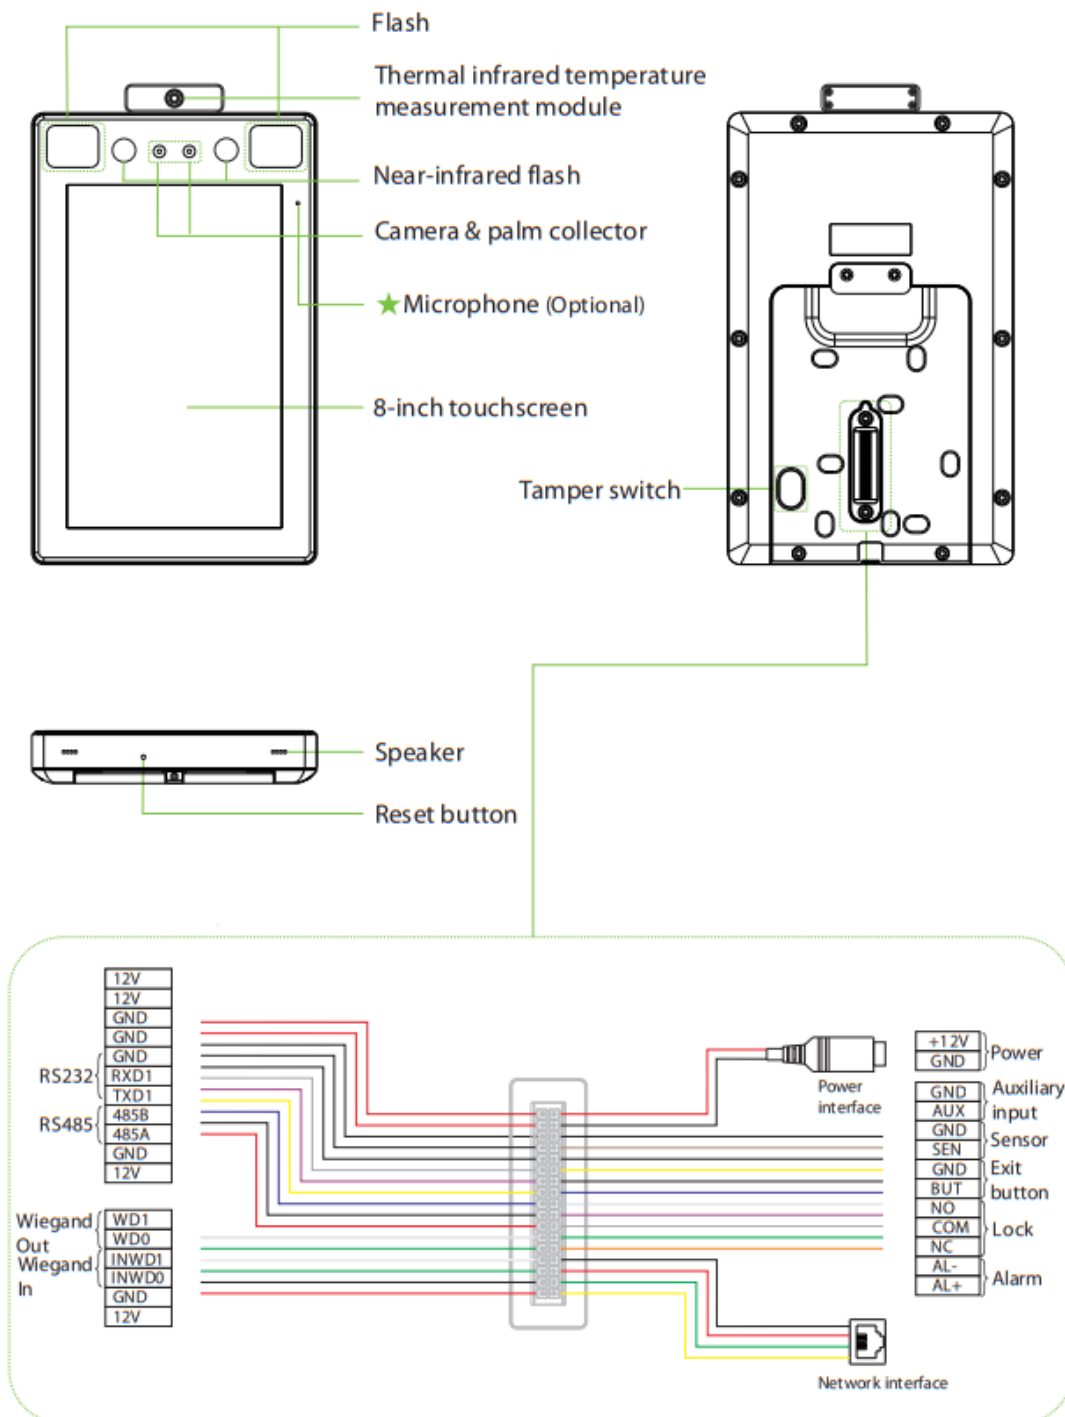 Flash
Thermal infrared temperature
measurement module
Near-infrared flash
Camera & palm collector
★Microphone (Optional)
8-inch touchscreen
Tamper switch
Speaker
Reset button
12V
12V
GND
GND
GND
RS232
RXD1
TXD1
485B
RS485
485A
GND
12V
Wiegand
Out
WD1
WD0
Wiegand
In
INWD1
INWD0
GND
12V
Power
interface
+12V
GND
Power
GND
AUX
Auxiliary
input
GND
SEN
Sensor
GND
BUT
Exit
button
NO
COM
NC
Lock
AL-
AL+
Alarm
Network interface